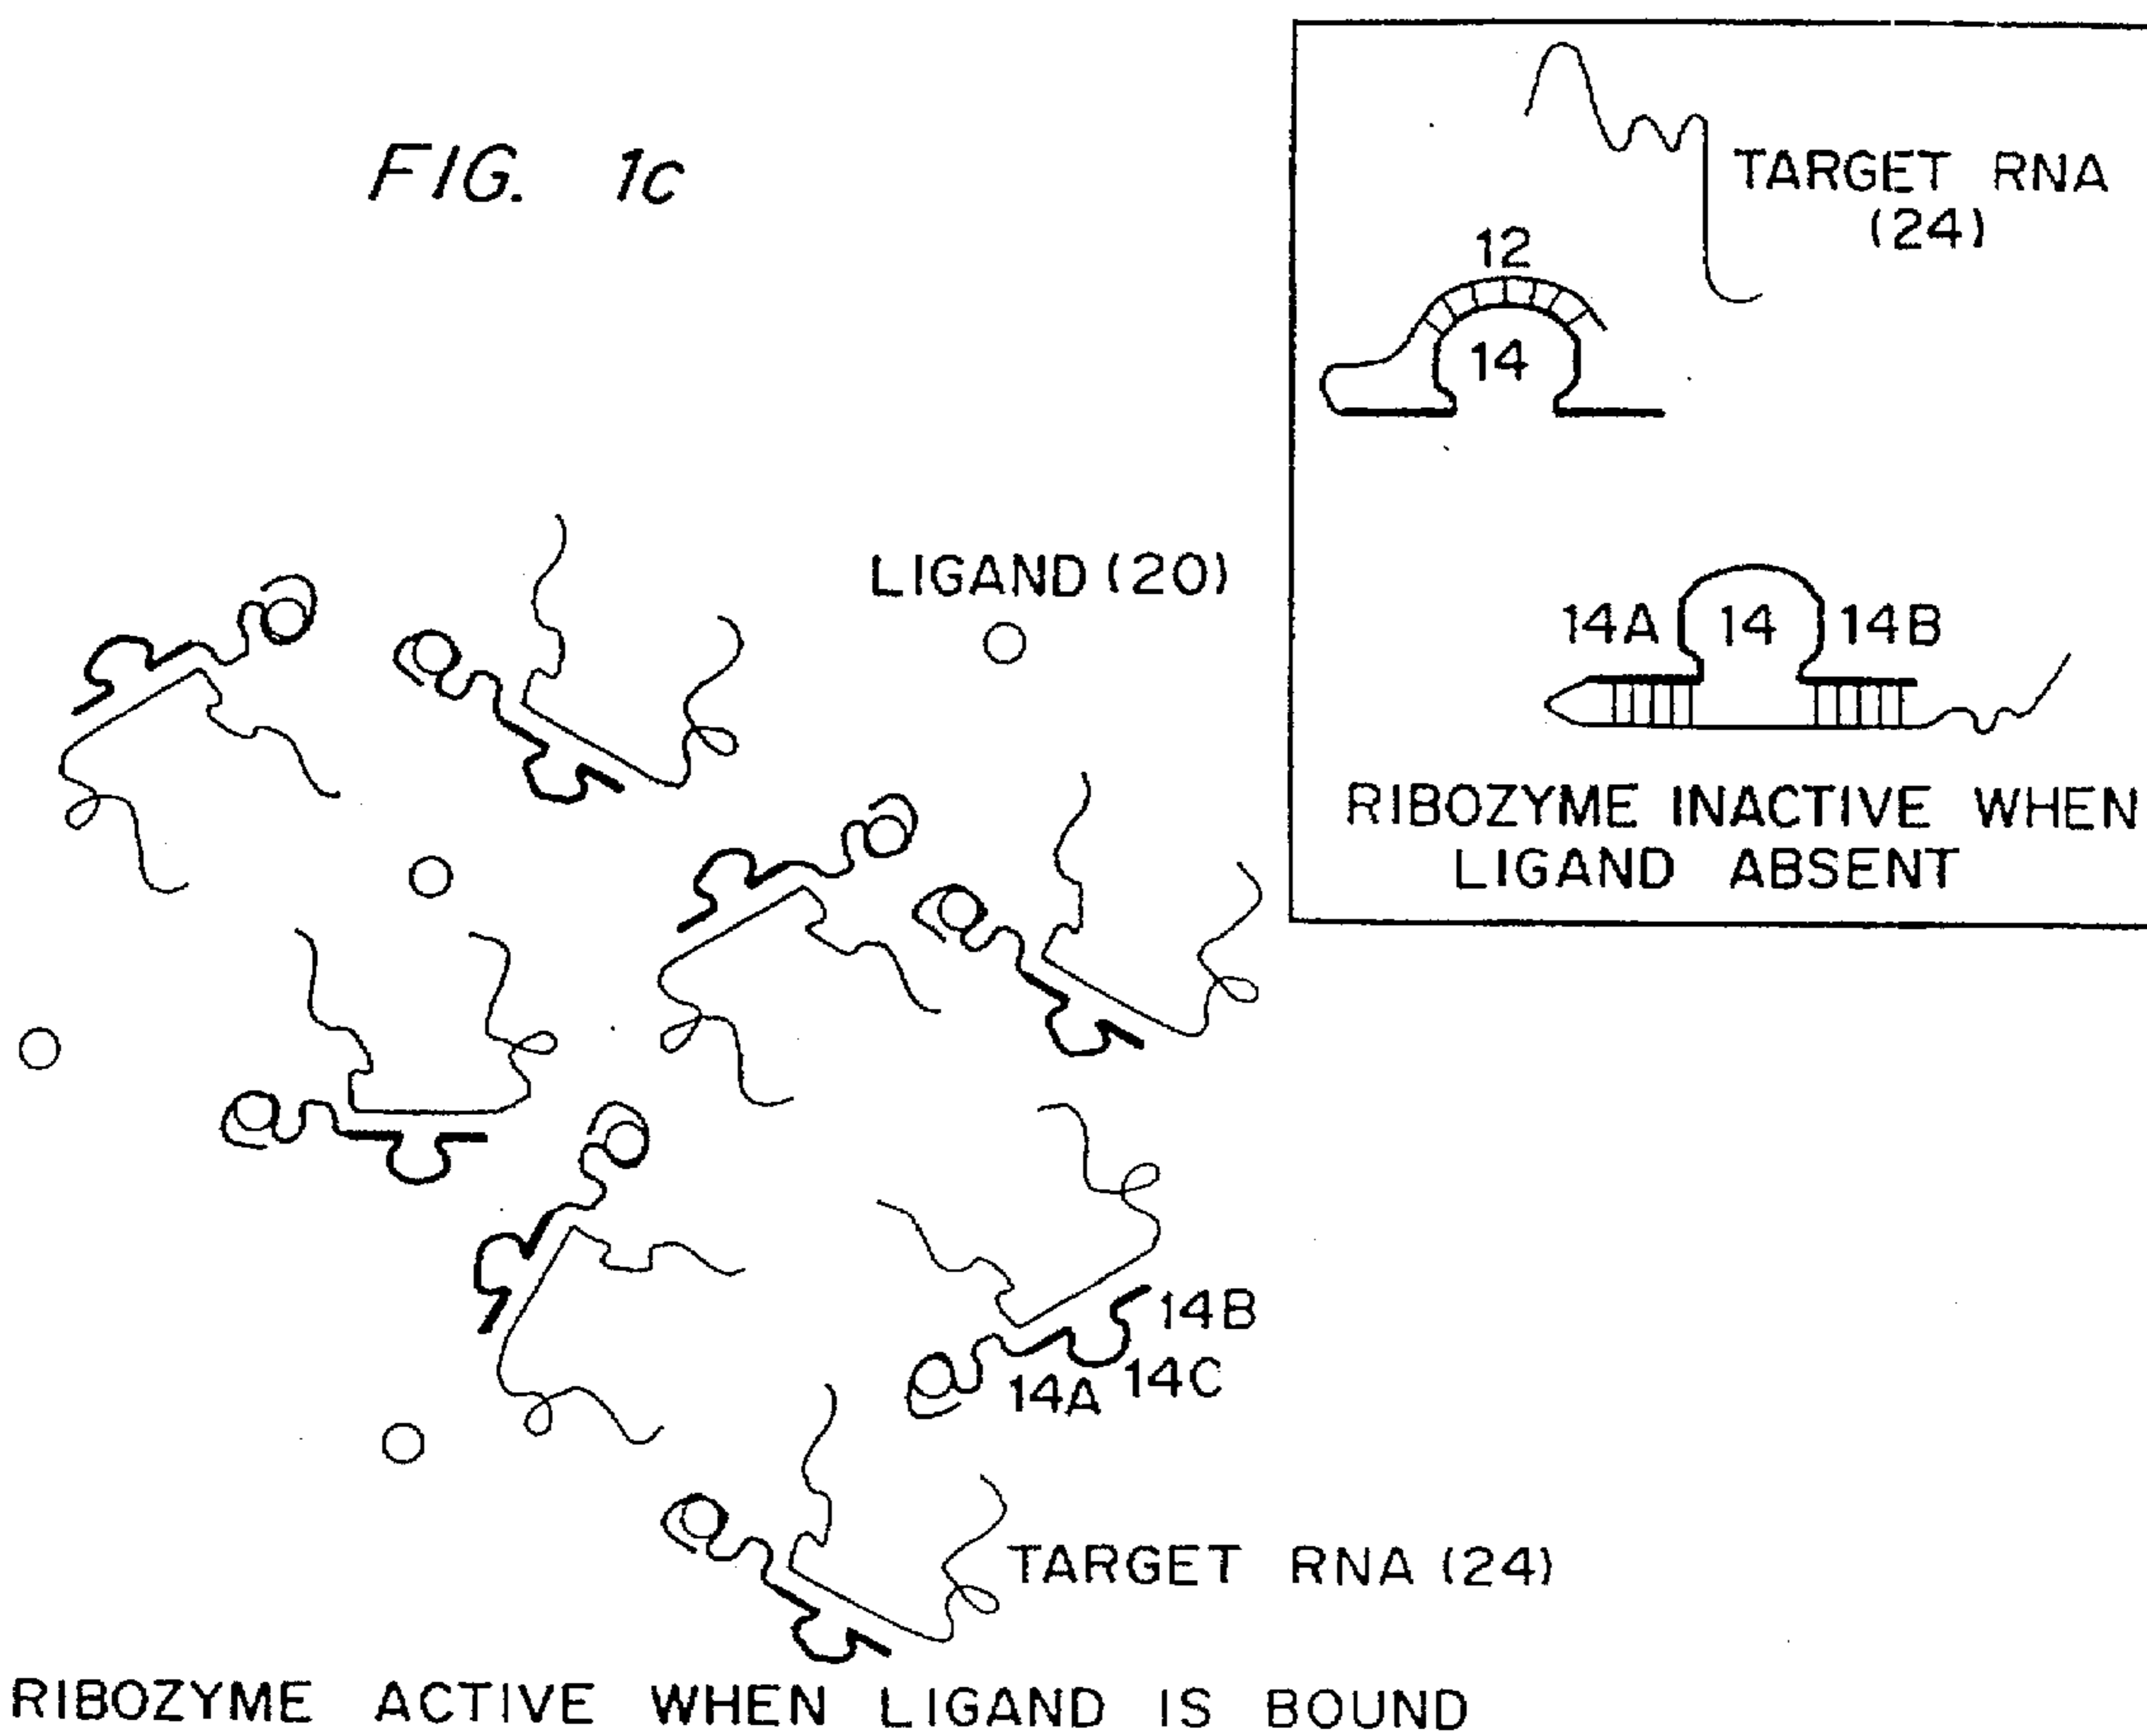 FIG. 1c
TARGET RNA
(24)
12
14
LIGAND (20)
14A 14 14B
RIBOZYME INACTIVE WHEN
LIGAND ABSENT
14B
14C
14A
TARGET RNA (24)
RIBOZYME ACTIVE WHEN LIGAND IS BOUND